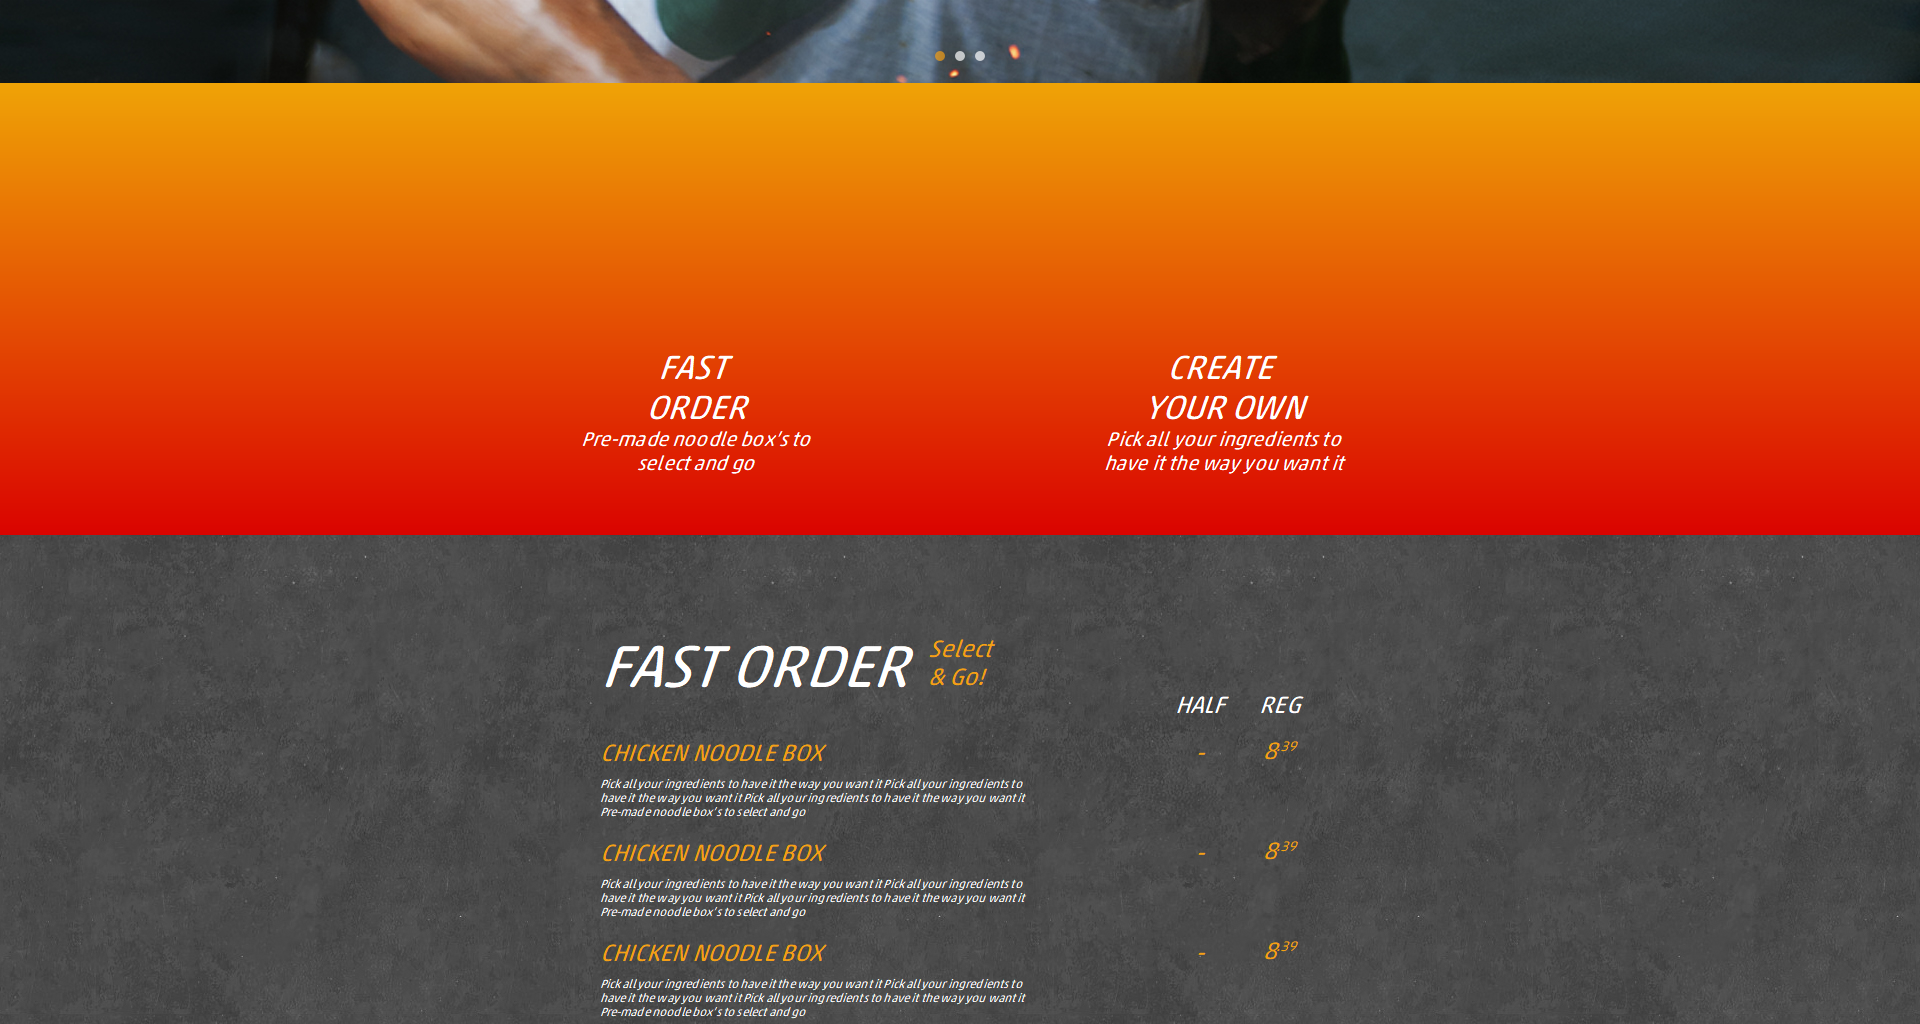 FAST
ORDER
Pre-made noodle box's to
select and go
CREATE
YOUR OWN
Pick all your ingredients to
have it the way you want it
FAST ORDER
Select
& Go!
HALF REG
CHICKEN NOODLE BOX - 8.39
Pick all your ingredients to have it the way you want it Pick all your ingredients to
have it the way you want it Pick all your ingredients to have it the way you want it
Pre-made noodle box's to select and go
CHICKEN NOODLE BOX - 8.39
Pick all your ingredients to have it the way you want it Pick all your ingredients to
have it the way you want it Pick all your ingredients to have it the way you want it
Pre-made noodle box's to select and go
CHICKEN NOODLE BOX - 8.39
Pick all your ingredients to have it the way you want it Pick all your ingredients to
have it the way you want it Pick all your ingredients to have it the way you want it
Pre-made noodle box's to select and go